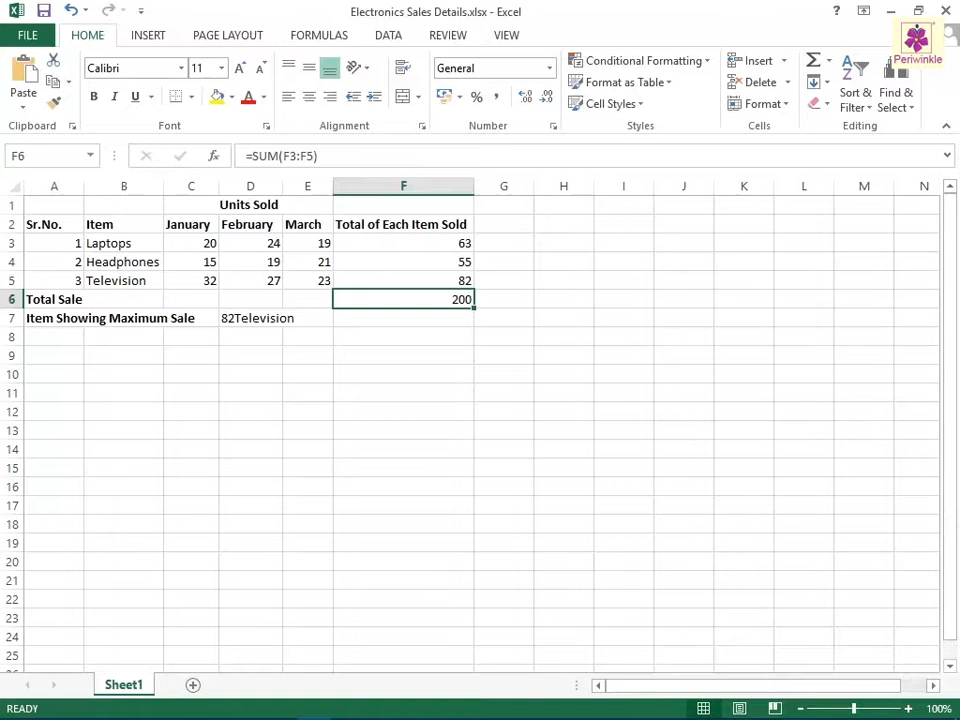 Electronics Sales Details.xlsx - Excel
?
Periwinkle
FILE HOME INSERT PAGE LAYOUT FORMULAS DATA REVIEW VIEW
Paste
Calibri 11
B I U
A A
General
% ,
Conditional Formatting
Format as Table
Cell Styles
Insert
Delete
Format
Sort & Filter
Find & Select
Clipboard Font Alignment Number Styles Cells Editing
F6 fx =SUM(F3:F5)
A B C D E F G H I J K L M N
1 Units Sold
2 Sr.No. Item January February March Total of Each Item Sold
3 1 Laptops 20 24 19 63
4 2 Headphones 15 19 21 55
5 3 Television 32 27 23 82
6 Total Sale 200
7 Item Showing Maximum Sale 82Television
8
9
10
11
12
13
14
15
16
17
18
19
20
21
22
23
24
25
Sheet1
READY 100%